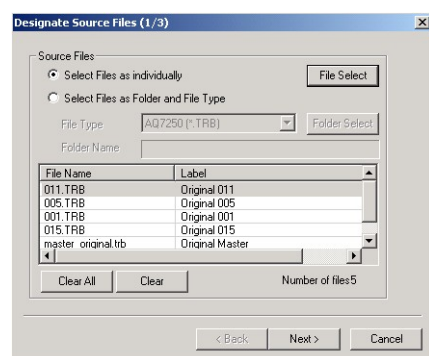 Designate Source Files (1/3)
Source Files
Select Files as individually
File Select
Select Files as Folder and File Type
File Type AQ7250 (*.TRB) Folder Select
Folder Name
File Name Label
011.TRB Original 011
005.TRB Original 005
001.TRB Original 001
015.TRB Original 015
master_original.trb Original Master
Clear All Clear Number of files5
< Back Next > Cancel